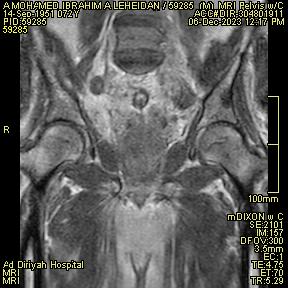 A MOHAMED, IBRAHIM A LEHEIDAN / 59285  (M)  MRI Pelvis(w/C)
14-Sep-1951 072Y  ACC#DIR:304801911
PID:59285  06-Dec-2023 12:17 PM
59285
R
100mm
mDIXON w C
SE:2101
IM:157
DFOV:300
3.5mm
Ad Diriyah Hospital  EC:1
MRI  TE:4.75
MRI  ET:70
TR:5.29